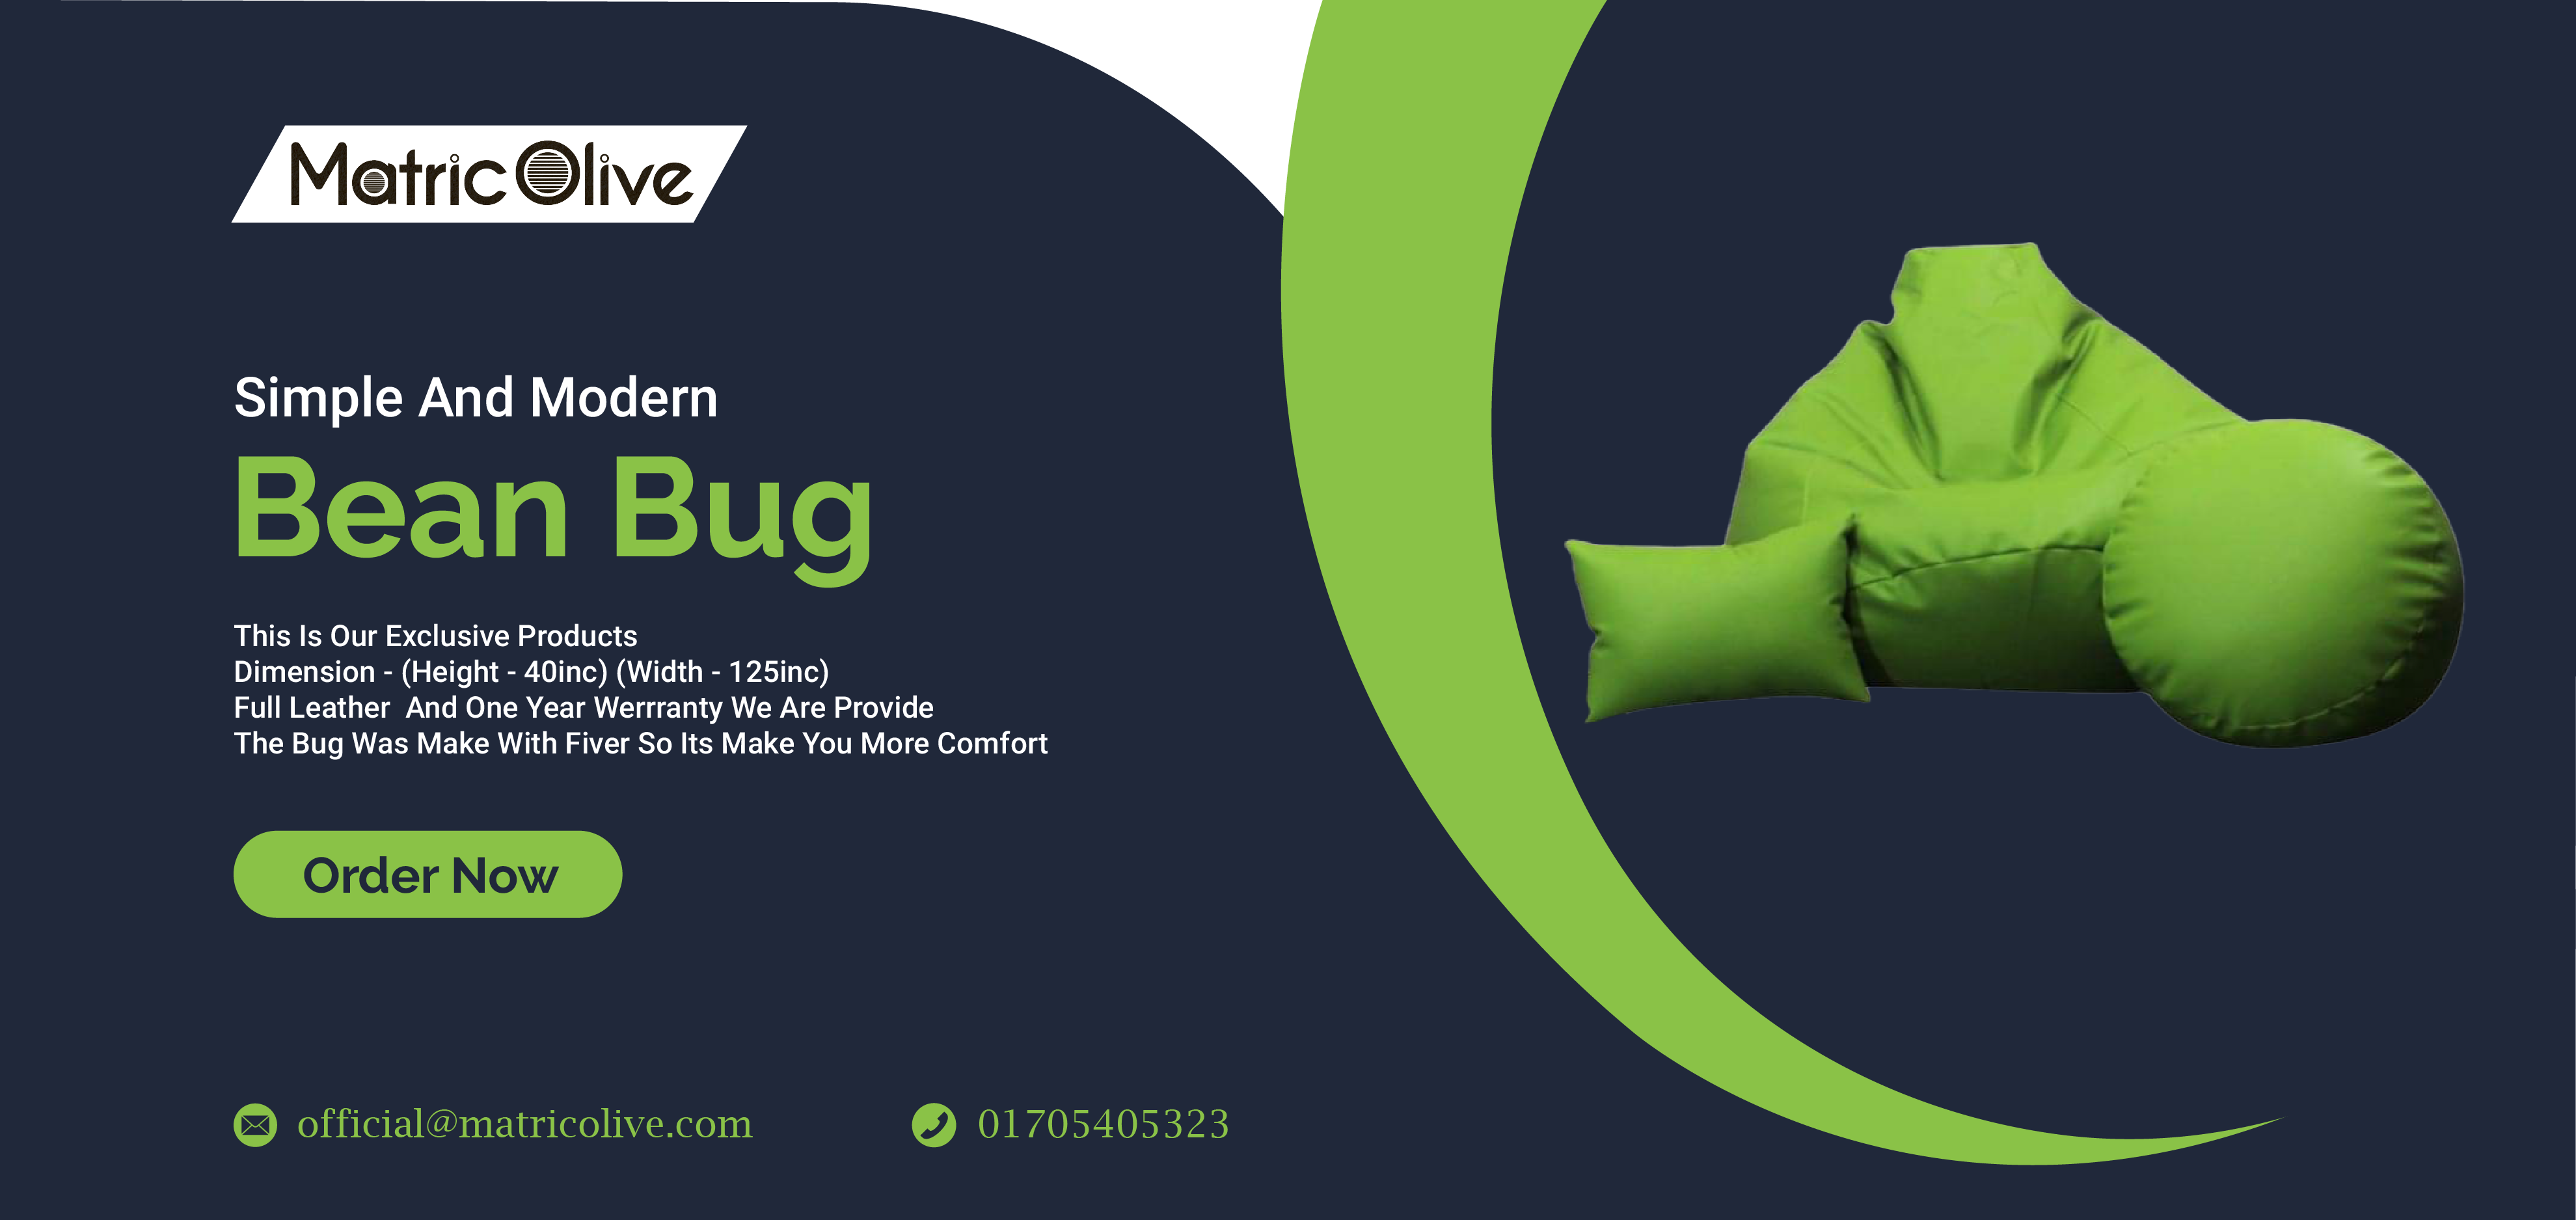 Matric Olive
Simple And Modern
Bean Bug
This Is Our Exclusive Products
Dimension - (Height - 40inc) (Width - 125inc)
Full Leather  And One Year Werrranty We Are Provide
The Bug Was Make With Fiver So Its Make You More Comfort
Order Now
official@matricolive.com
01705405323